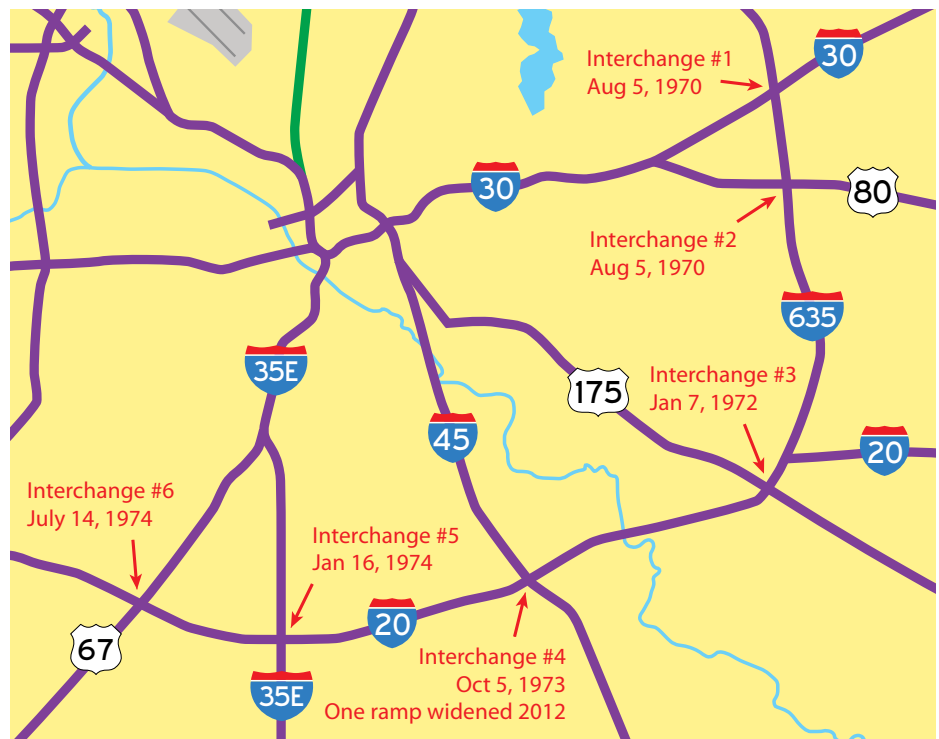 Interchange #1
Aug 5, 1970
30
30
80
Interchange #2
Aug 5, 1970
635
35E
175
Interchange #3
Jan 7, 1972
45
20
Interchange #6
July 14, 1974
Interchange #5
Jan 16, 1974
20
67
Interchange #4
Oct 5, 1973
One ramp widened 2012
35E